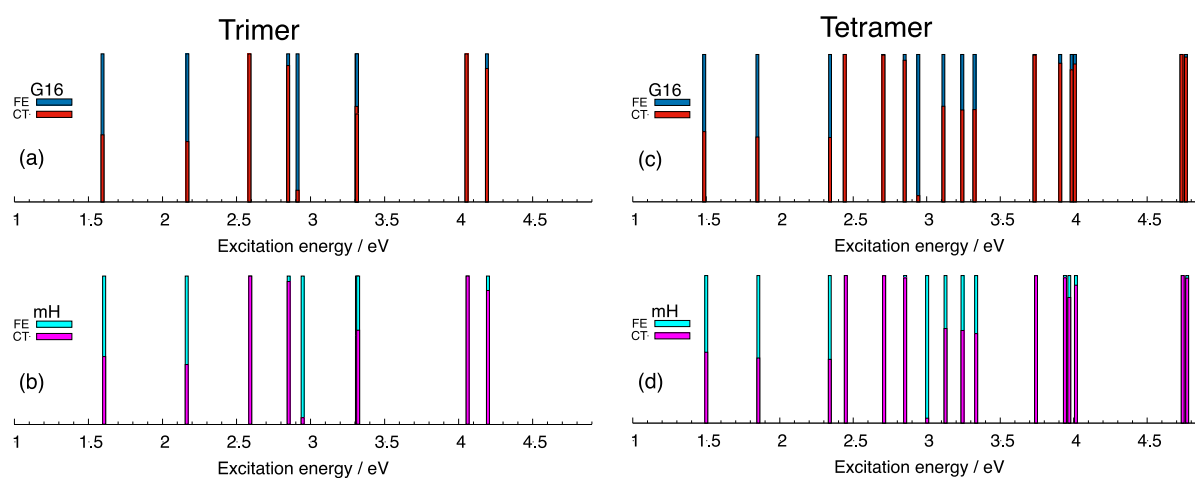 Trimer
G16
FE
CT
(a)
1 1.5 2 2.5 3 3.5 4 4.5
Excitation energy / eV
mH
FE
CT
(b)
1 1.5 2 2.5 3 3.5 4 4.5
Excitation energy / eV
Tetramer
G16
FE
CT
(c)
1 1.5 2 2.5 3 3.5 4 4.5
Excitation energy / eV
mH
FE
CT
(d)
1 1.5 2 2.5 3 3.5 4 4.5
Excitation energy / eV